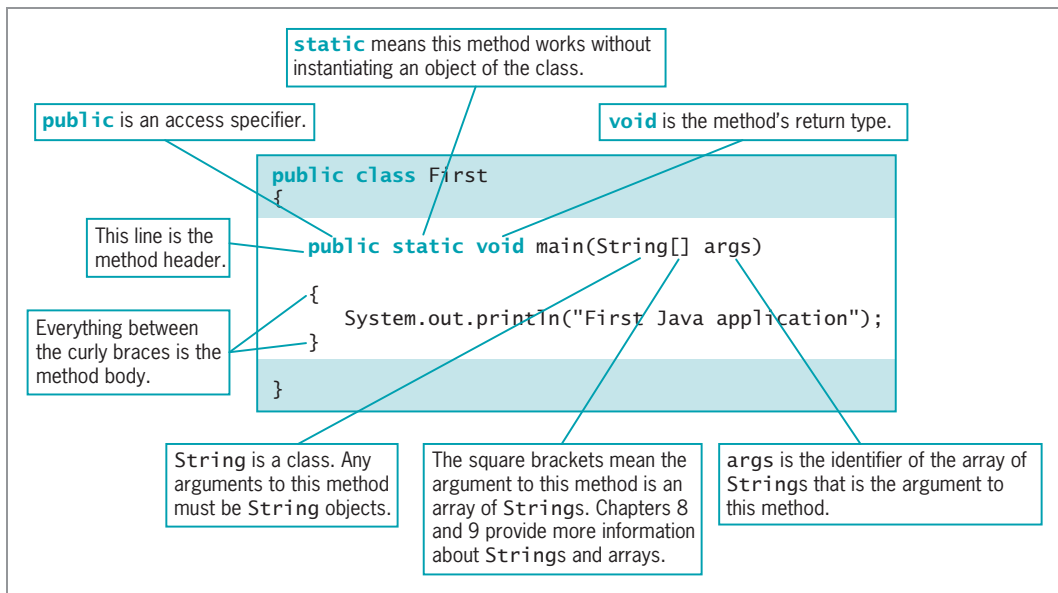 static means this method works without
instantiating an object of the class.
public is an access specifier.
void is the method's return type.
public class First
{
This line is the
method header.
public static void main(String[] args)
{
System.out.println("First Java application");
}
Everything between
the curly braces is the
method body.
}
String is a class. Any
arguments to this method
must be String objects.
The square brackets mean the
argument to this method is an
array of Strings. Chapters 8
and 9 provide more information
about Strings and arrays.
args is the identifier of the array of
Strings that is the argument to
this method.